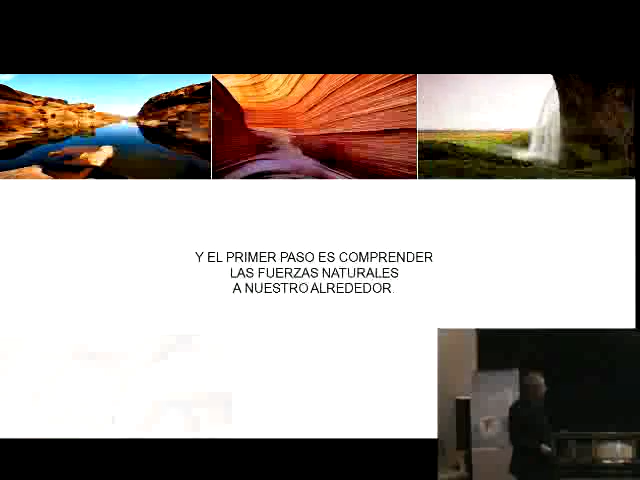 Y EL PRIMER PASO ES COMPRENDER
LAS FUERZAS NATURALES
A NUESTRO ALREDEDOR.